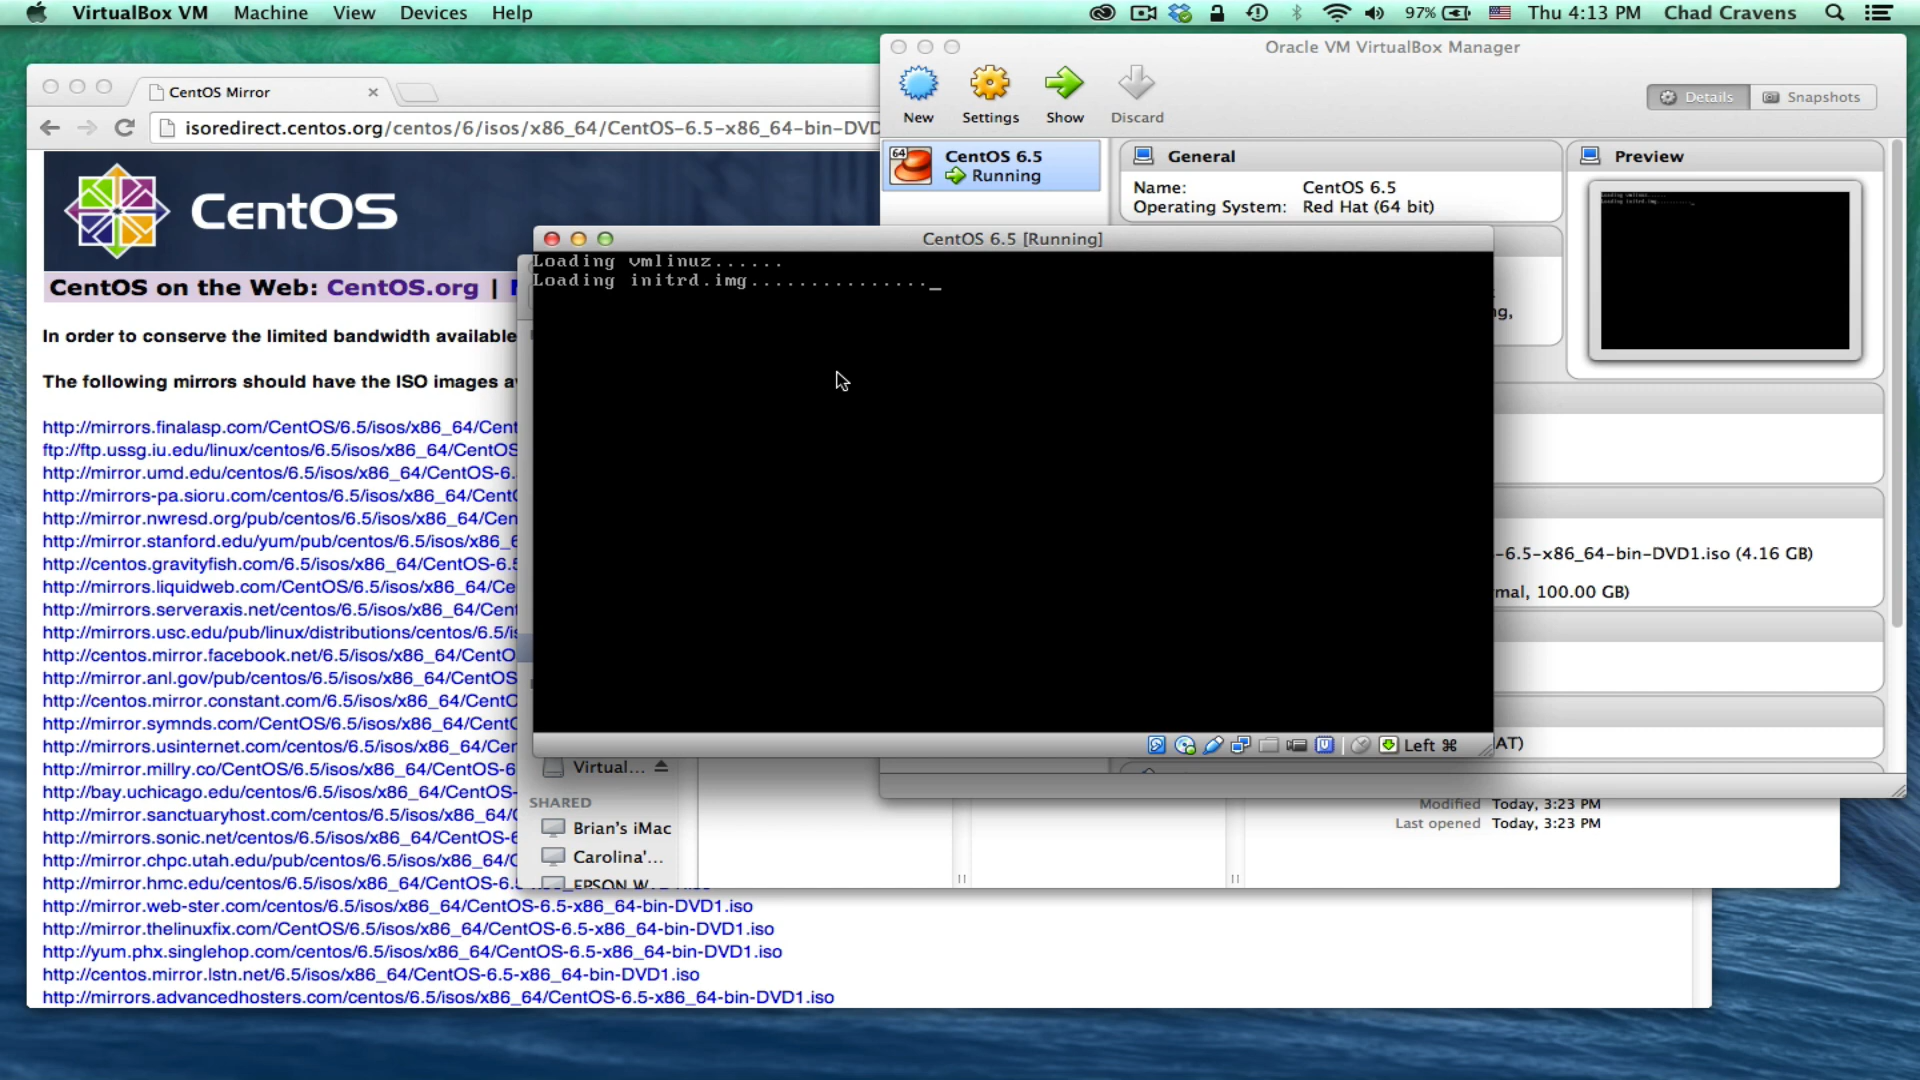 VirtualBox VM Machine View Devices Help
97% Thu 4:13 PM Chad Cravens
CentOS Mirror
isoredirect.centos.org/centos/6/isos/x86_64/CentOS-6.5-x86_64-bin-DVD
CentOS
CentOS on the Web: CentOS.org |
In order to conserve the limited bandwidth available
The following mirrors should have the ISO images
http://mirrors.finalasp.com/CentOS/6.5/isos/x86_64/Cent
ftp://ftp.ussg.iu.edu/linux/centos/6.5/isos/x86_64/CentOS
http://mirror.umd.edu/centos/6.5/isos/x86_64/CentOS-6.
http://mirrors-pa.sioru.com/centos/6.5/isos/x86_64/Cent
http://mirror.nwresd.org/pub/centos/6.5/isos/x86_64/Cen
http://mirror.stanford.edu/yum/pub/centos/6.5/isos/x86_6
http://centos.gravityfish.com/6.5/isos/x86_64/CentOS-6.5
http://mirrors.liquidweb.com/CentOS/6.5/isos/x86_64/Ce
http://mirrors.serveraxis.net/centos/6.5/isos/x86_64/Cent
http://mirrors.usc.edu/pub/linux/distributions/centos/6.5/is
http://centos.mirror.facebook.net/6.5/isos/x86_64/CentO
http://mirror.anl.gov/pub/centos/6.5/isos/x86_64/CentOS
http://centos.mirror.constant.com/6.5/isos/x86_64/CentO
http://mirror.symnds.com/CentOS/6.5/isos/x86_64/CentO
http://mirrors.usinternet.com/centos/6.5/isos/x86_64/Cen
http://mirror.millry.co/CentOS/6.5/isos/x86_64/CentOS-6
http://bay.uchicago.edu/centos/6.5/isos/x86_64/CentOS-
http://mirror.sanctuaryhost.com/centos/6.5/isos/x86_64/C
http://mirrors.sonic.net/centos/6.5/isos/x86_64/CentOS-6
http://mirror.chpc.utah.edu/pub/centos/6.5/isos/x86_64/C
http://mirror.hmc.edu/centos/6.5/isos/x86_64/CentOS-6.
http://mirror.web-ster.com/centos/6.5/isos/x86_64/CentOS-6.5-x86_64-bin-DVD1.iso
http://mirror.thelinuxfix.com/CentOS/6.5/isos/x86_64/CentOS-6.5-x86_64-bin-DVD1.iso
http://yum.phx.singlehop.com/centos/6.5/isos/x86_64/CentOS-6.5-x86_64-bin-DVD1.iso
http://centos.mirror.lstn.net/6.5/isos/x86_64/CentOS-6.5-x86_64-bin-DVD1.iso
http://mirrors.advancedhosters.com/centos/6.5/isos/x86_64/CentOS-6.5-x86_64-bin-DVD1.iso
Oracle VM VirtualBox Manager
New Settings Show Discard
Details Snapshots
64 CentOS 6.5
Running
General
Name: CentOS 6.5
Operating System: Red Hat (64 bit)
Preview
Loading vmlinuz......
Loading initrd.img..........
ng,
-6.5-x86_64-bin-DVD1.iso (4.16 GB)
mal, 100.00 GB)
AT)
CentOS 6.5 [Running]
Loading vmlinuz......
Loading initrd.img..............._
Left ⌘
Virtual...
SHARED
Brian's iMac
Carolina'...
EPSON W
Modified Today, 3:23 PM
Last opened Today, 3:23 PM